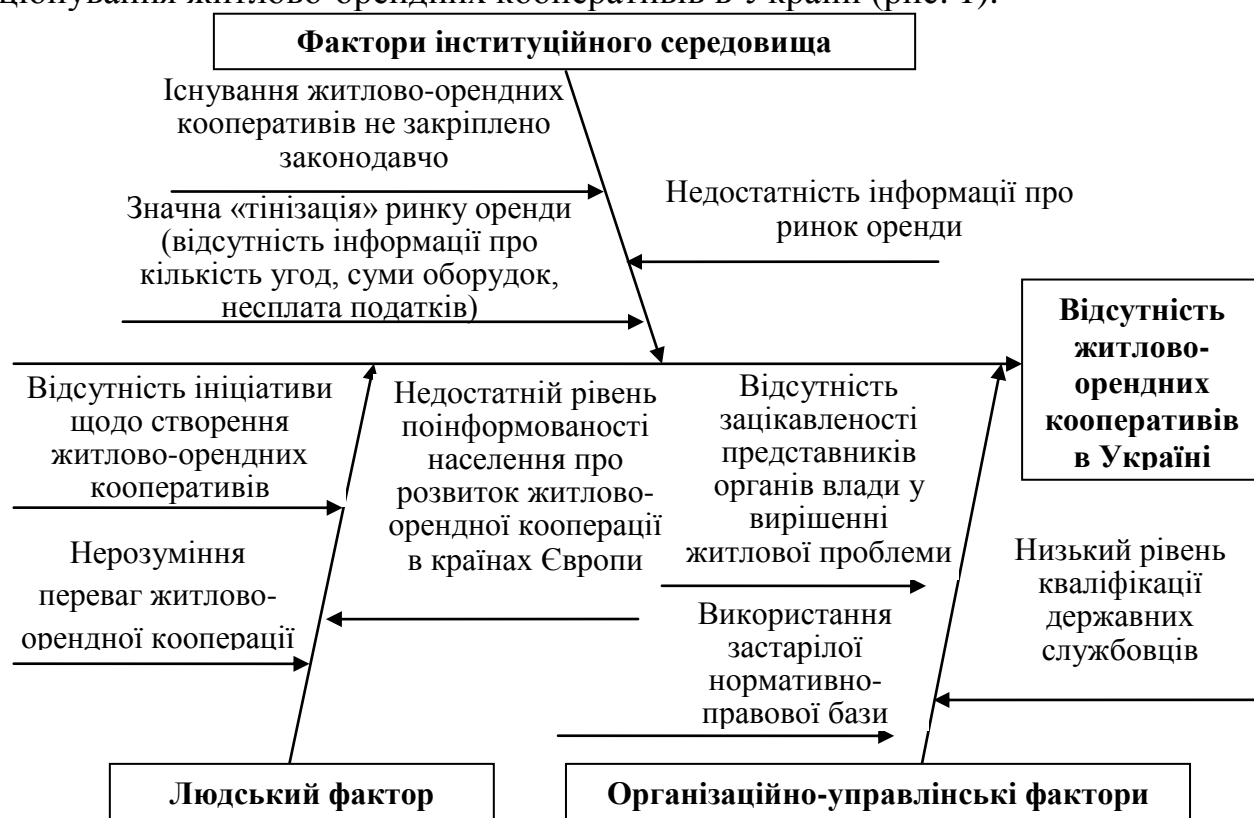 ціонування житлово-орендних кооперативів в Україні (рис. 1).
Фактори інституційного середовища
Існування житлово-орендних
кооперативів не закріплено
законодавчо
Значна «тінізація» ринку оренди
(відсутність інформації про
кількість угод, суми оборудок,
несплата податків)
Недостатність інформації про
ринок оренди
Відсутність
житлово-
орендних
кооперативів
в Україні
Відсутність ініціативи
щодо створення
житлово-орендних
кооперативів
Нерозуміння
переваг житлово-
орендної кооперації
Недостатній рівень
поінформованості
населення про
розвиток житлово-
орендної кооперації
в країнах Європи
Відсутність
зацікавленості
представників
органів влади у
вирішенні
житлової проблеми
Використання
застарілої
нормативно-
правової бази
Низький рівень
кваліфікації
державних
службовців
Людський фактор
Організаційно-управлінські фактори